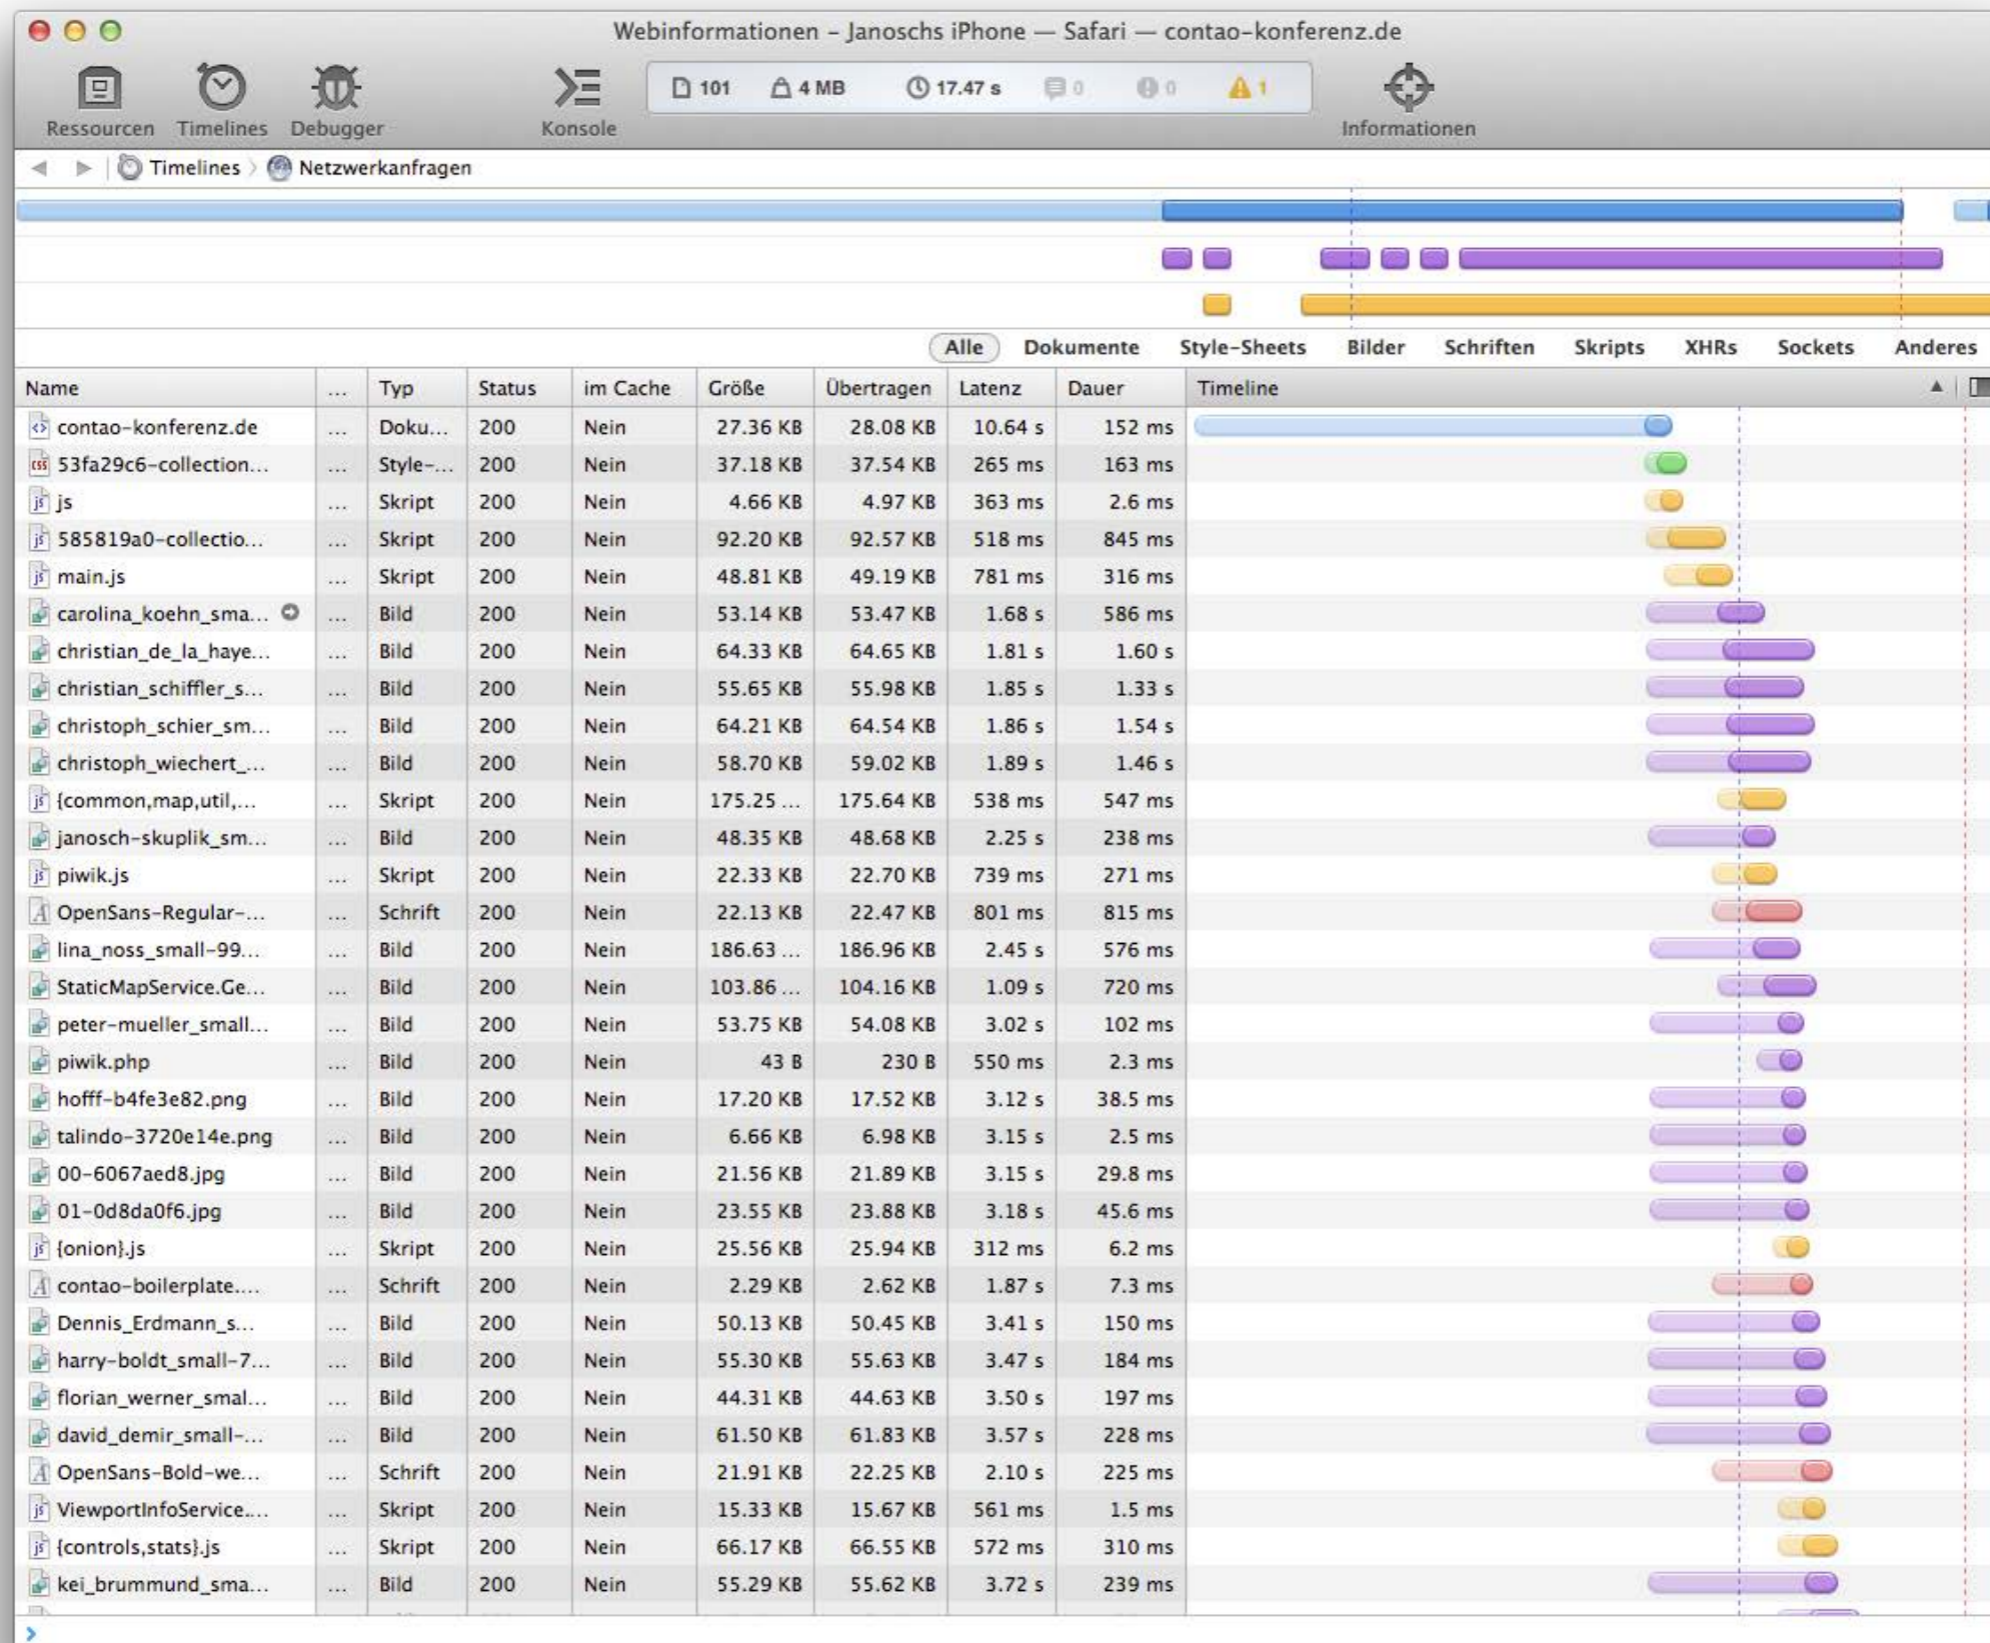 Webinformationen – Janoschs iPhone — Safari — contao-konferenz.de
101 4 MB 17.47 s 0 0 1
Ressourcen Timelines Debugger Konsole Informationen
Timelines Netzwerkanfragen
Alle Dokumente Style-Sheets Bilder Schriften Skripts XHRs Sockets Anderes
Name ... Typ Status im Cache Größe Übertragen Latenz Dauer Timeline
contao-konferenz.de ... Doku... 200 Nein 27.36 KB 28.08 KB 10.64 s 152 ms
css 53fa29c6-collection... ... Style-... 200 Nein 37.18 KB 37.54 KB 265 ms 163 ms
js js ... Skript 200 Nein 4.66 KB 4.97 KB 363 ms 2.6 ms
js 585819a0-collectio... ... Skript 200 Nein 92.20 KB 92.57 KB 518 ms 845 ms
js main.js ... Skript 200 Nein 48.81 KB 49.19 KB 781 ms 316 ms
carolina_koehn_sma... ... Bild 200 Nein 53.14 KB 53.47 KB 1.68 s 586 ms
christian_de_la_haye... ... Bild 200 Nein 64.33 KB 64.65 KB 1.81 s 1.60 s
christian_schiffler_s... ... Bild 200 Nein 55.65 KB 55.98 KB 1.85 s 1.33 s
christoph_schier_sm... ... Bild 200 Nein 64.21 KB 64.54 KB 1.86 s 1.54 s
christoph_wiechert_... ... Bild 200 Nein 58.70 KB 59.02 KB 1.89 s 1.46 s
js {common,map,util,... ... Skript 200 Nein 175.25 ... 175.64 KB 538 ms 547 ms
janosch-skuplik_sm... ... Bild 200 Nein 48.35 KB 48.68 KB 2.25 s 238 ms
js piwik.js ... Skript 200 Nein 22.33 KB 22.70 KB 739 ms 271 ms
A OpenSans-Regular-... ... Schrift 200 Nein 22.13 KB 22.47 KB 801 ms 815 ms
lina_noss_small-99... ... Bild 200 Nein 186.63 ... 186.96 KB 2.45 s 576 ms
StaticMapService.Ge... ... Bild 200 Nein 103.86 ... 104.16 KB 1.09 s 720 ms
peter-mueller_small... ... Bild 200 Nein 53.75 KB 54.08 KB 3.02 s 102 ms
piwik.php ... Bild 200 Nein 43 B 230 B 550 ms 2.3 ms
hofff-b4fe3e82.png ... Bild 200 Nein 17.20 KB 17.52 KB 3.12 s 38.5 ms
talindo-3720e14e.png ... Bild 200 Nein 6.66 KB 6.98 KB 3.15 s 2.5 ms
00-6067aed8.jpg ... Bild 200 Nein 21.56 KB 21.89 KB 3.15 s 29.8 ms
01-0d8da0f6.jpg ... Bild 200 Nein 23.55 KB 23.88 KB 3.18 s 45.6 ms
js {onion}.js ... Skript 200 Nein 25.56 KB 25.94 KB 312 ms 6.2 ms
A contao-boilerplate.... ... Schrift 200 Nein 2.29 KB 2.62 KB 1.87 s 7.3 ms
Dennis_Erdmann_s... ... Bild 200 Nein 50.13 KB 50.45 KB 3.41 s 150 ms
harry-boldt_small-7... ... Bild 200 Nein 55.30 KB 55.63 KB 3.47 s 184 ms
florian_werner_smal... ... Bild 200 Nein 44.31 KB 44.63 KB 3.50 s 197 ms
david_demir_small-... ... Bild 200 Nein 61.50 KB 61.83 KB 3.57 s 228 ms
A OpenSans-Bold-we... ... Schrift 200 Nein 21.91 KB 22.25 KB 2.10 s 225 ms
js ViewportInfoService.... ... Skript 200 Nein 15.33 KB 15.67 KB 561 ms 1.5 ms
js {controls,stats}.js ... Skript 200 Nein 66.17 KB 66.55 KB 572 ms 310 ms
kei_brummund_sma... ... Bild 200 Nein 55.29 KB 55.62 KB 3.72 s 239 ms